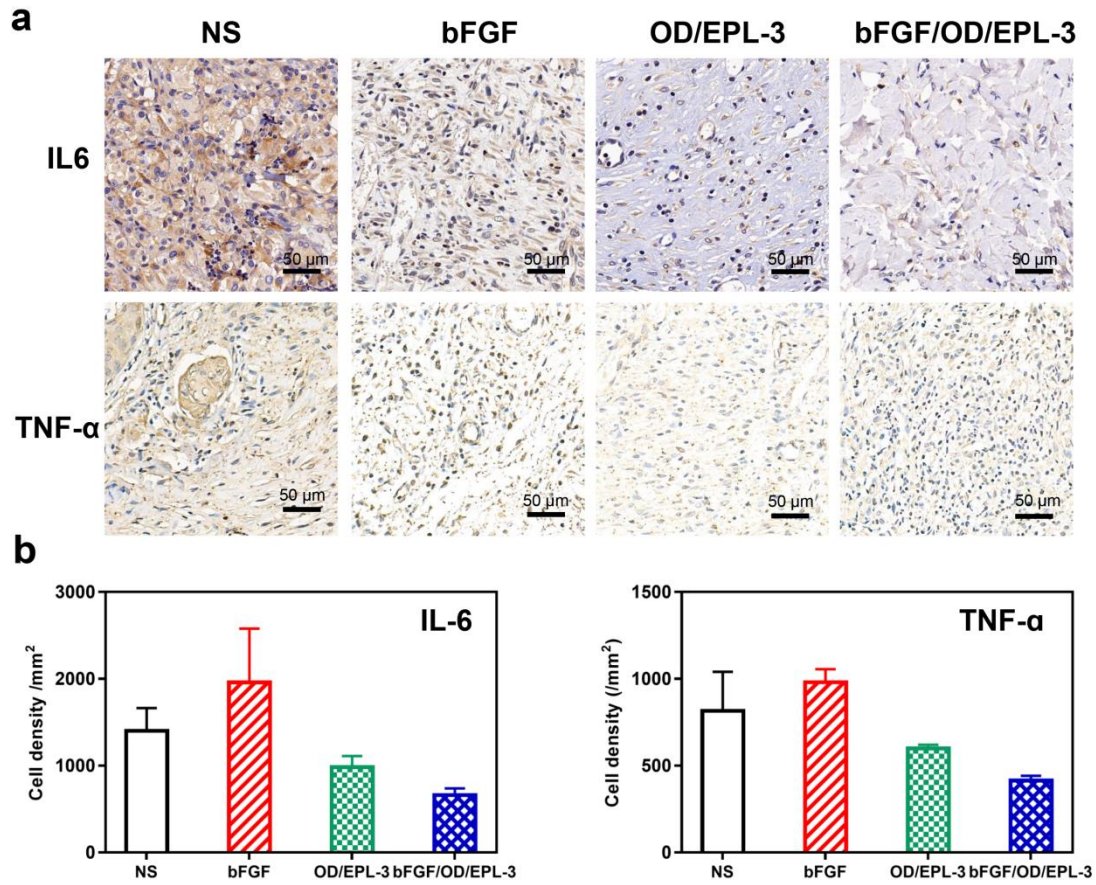 a
NS bFGF OD/EPL-3 bFGF/OD/EPL-3
IL6
50 μm 50 μm 50 μm 50 μm
TNF-α
50 μm 50 μm 50 μm 50 μm
b
IL-6
Cell density /mm²
3000
2000
1000
0
NS bFGF OD/EPL-3 bFGF/OD/EPL-3
TNF-α
Cell density (/mm²)
1500
1000
500
0
NS bFGF OD/EPL-3 bFGF/OD/EPL-3